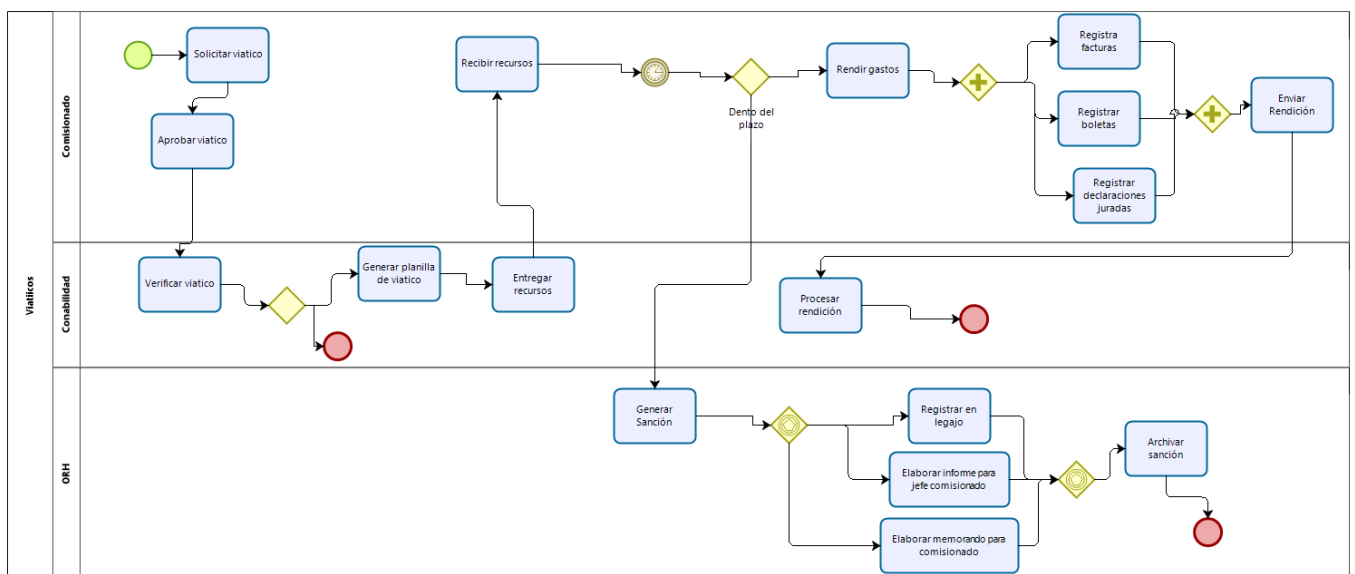 Viatiicos
Comisionado
Solicitar viatico
Aprobar viatico
Recibir recursos
Dento del
plazo
Rendir gastos
Registra
facturas
Registrar
boletas
Registrar
declaraciones
juradas
Enviar
Rendición
Conabilidad
Verificar viatico
Generar planilla
de viatico
Entregar
recursos
Procesar
rendición
ORH
Generar
Sanción
Registrar en
legajo
Elaborar informe para
jefe comisionado
Elaborar memorando para
comisionado
Archivar
sanción